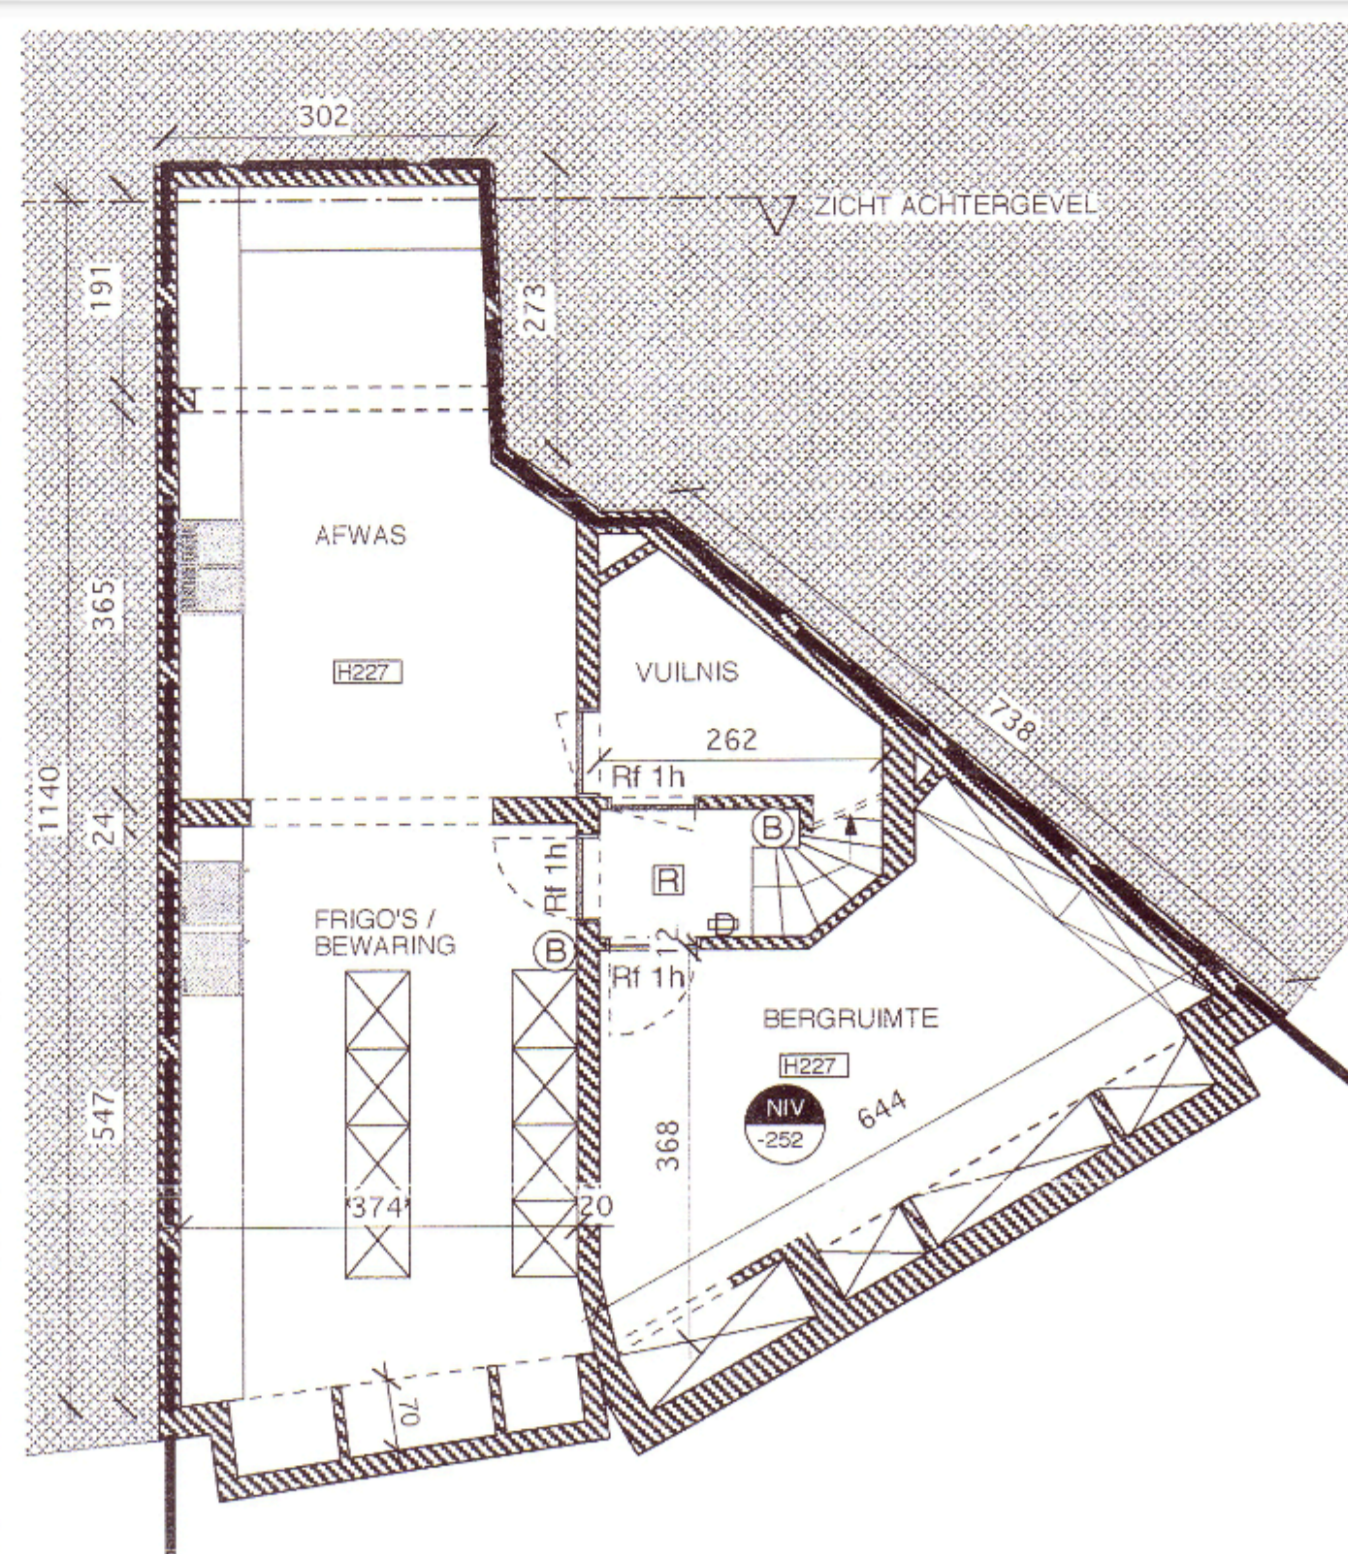 302
ZICHT ACHTERGEVEL
191
273
AFWAS
365
H227
VUILNIS
738
262
Rf 1h
1140
24
B
Rf 1h
R
FRIGO'S /
BEWARING
B
D
12
Rf 1h
BERGRUIMTE
H227
547
NIV
-252
644
368
374
20
70